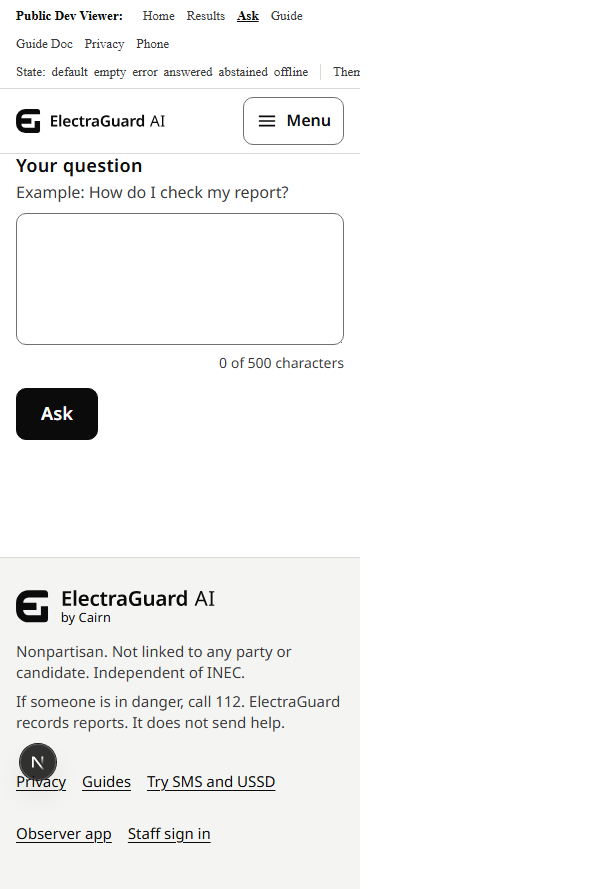 Public Dev Viewer: Home Results Ask Guide
Guide Doc Privacy Phone
State: default empty error answered abstained offline Them
ElectraGuard AI
Menu
Your question
Example: How do I check my report?
0 of 500 characters
Ask
ElectraGuard AI
by Cairn
Nonpartisan. Not linked to any party or
candidate. Independent of INEC.
If someone is in danger, call 112. ElectraGuard
records reports. It does not send help.
N
Privacy Guides Try SMS and USSD
Observer app Staff sign in